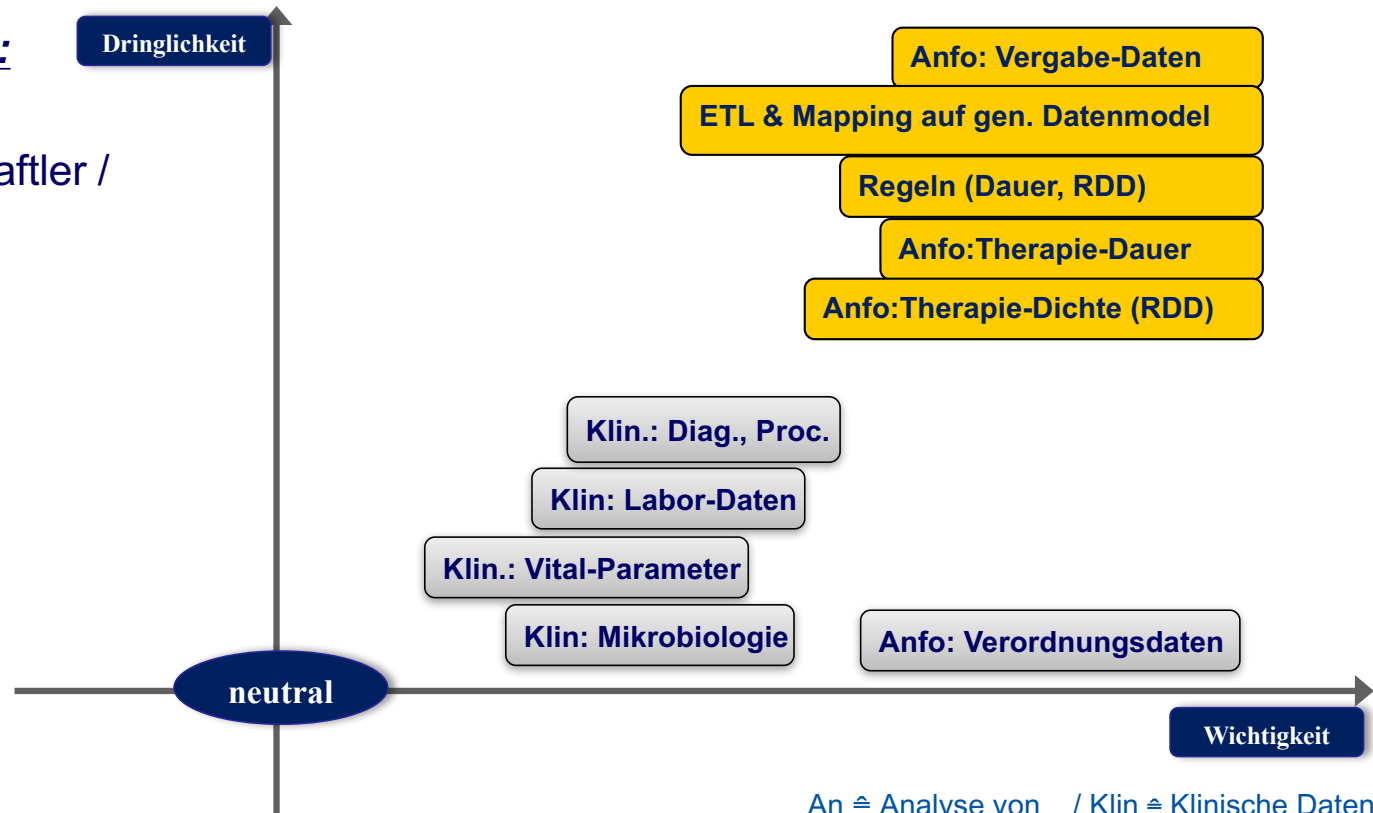 :
Dringlichkeit
aftler /
Anfo: Vergabe-Daten
ETL & Mapping auf gen. Datenmodel
Regeln (Dauer, RDD)
Anfo:Therapie-Dauer
Anfo:Therapie-Dichte (RDD)
Klin.: Diag., Proc.
Klin: Labor-Daten
Klin.: Vital-Parameter
Klin: Mikrobiologie
Anfo: Verordnungsdaten
neutral
Wichtigkeit
An ≙ Analyse von / Klin ≙ Klinische Daten